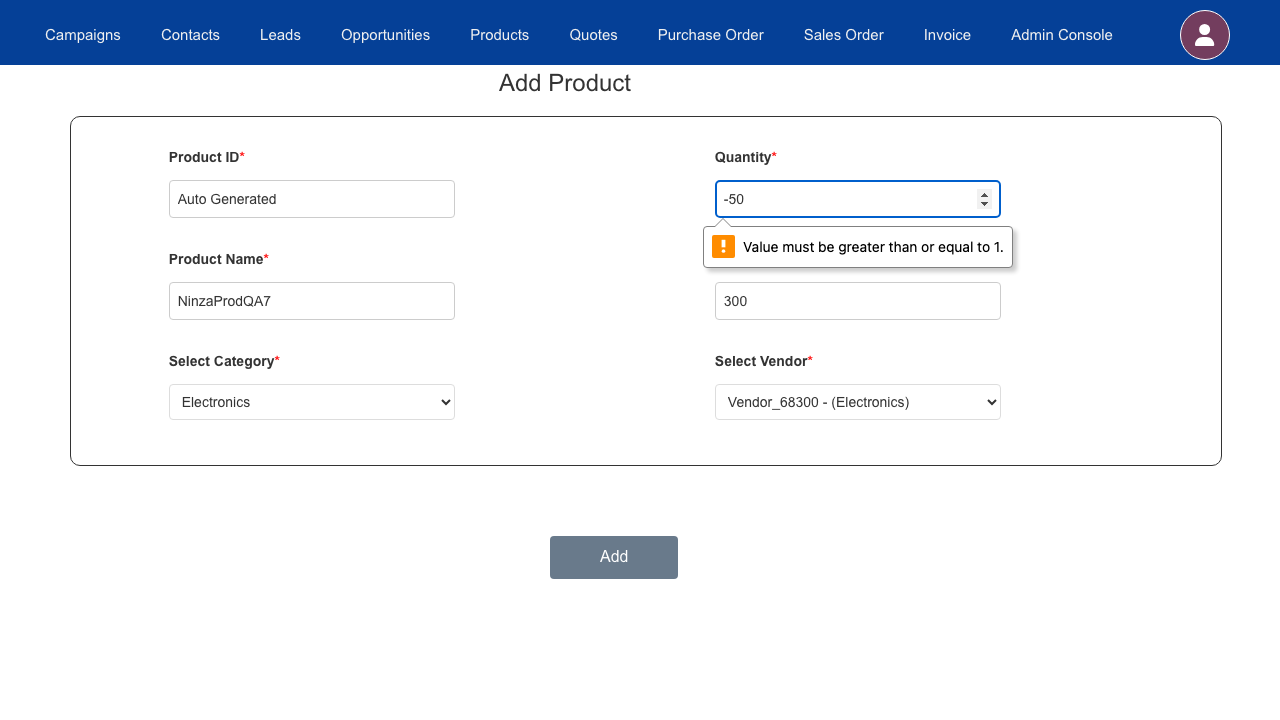 Campaigns Contacts Leads Opportunities Products Quotes Purchase Order Sales Order Invoice Admin Console
Add Product
Product ID* Quantity*
Auto Generated -50
Value must be greater than or equal to 1.
Product Name*
NinzaProdQA7 300
Select Category* Select Vendor*
Electronics Vendor_68300 - (Electronics)
Add